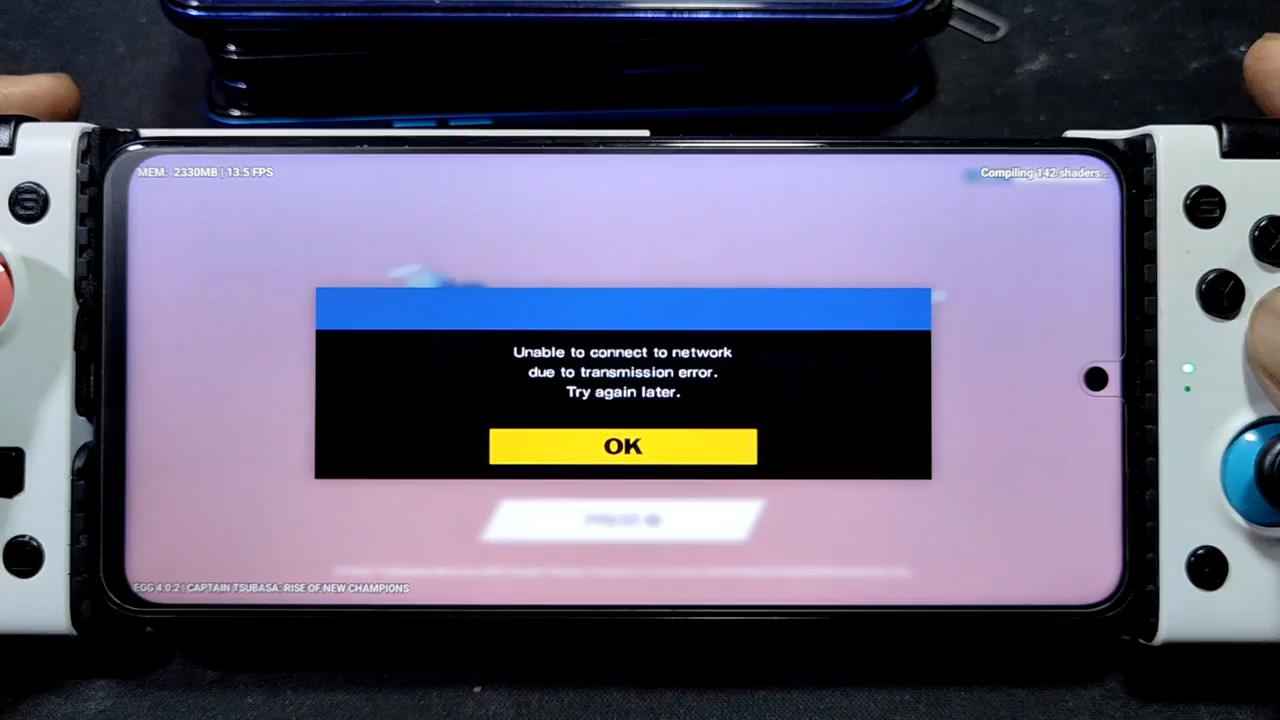 MEM: 2330MB | 13.5 FPS
Compiling 142 shaders...
Unable to connect to network
due to transmission error.
Try again later.
OK
EGG 4.0.2 | CAPTAIN TSUBASA: RISE OF NEW CHAMPIONS
Y